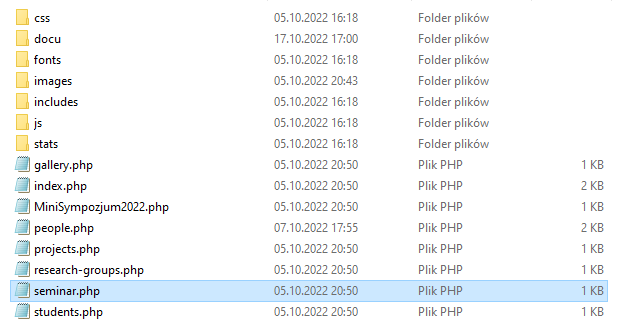 css 05.10.2022 16:18 Folder plików
docu 17.10.2022 17:00 Folder plików
fonts 05.10.2022 16:18 Folder plików
images 05.10.2022 20:43 Folder plików
includes 05.10.2022 16:18 Folder plików
js 05.10.2022 16:18 Folder plików
stats 05.10.2022 16:18 Folder plików
gallery.php 05.10.2022 20:50 Plik PHP 1 KB
index.php 05.10.2022 20:50 Plik PHP 2 KB
MiniSympozjum2022.php 05.10.2022 20:50 Plik PHP 1 KB
people.php 07.10.2022 17:55 Plik PHP 2 KB
projects.php 05.10.2022 20:50 Plik PHP 1 KB
research-groups.php 05.10.2022 20:50 Plik PHP 1 KB
seminar.php 05.10.2022 20:50 Plik PHP 1 KB
students.php 05.10.2022 20:50 Plik PHP 1 KB